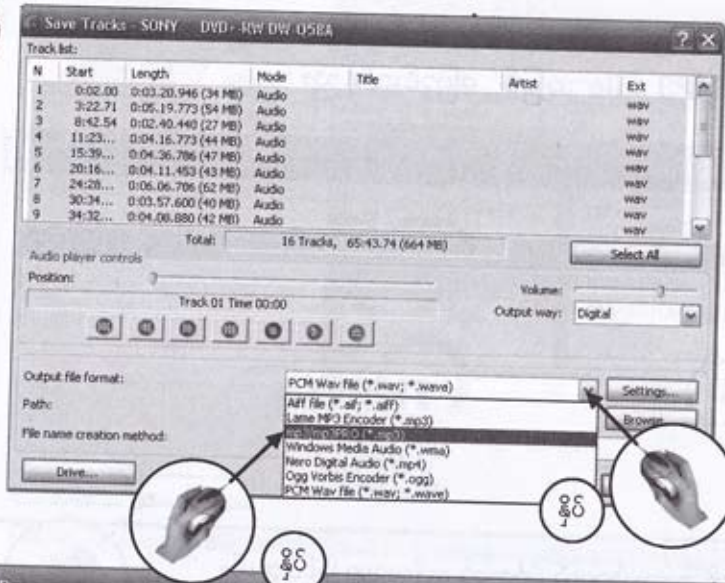 Save Tracks - SONY DVD+-RW DW-Q58A
Track list:
N Start Length Mode Title Artist Ext
1 0:02.00 0:03.20.946 (34 MB) Audio wav
2 3:22.71 0:05.19.773 (54 MB) Audio wav
3 8:42.54 0:02.40.440 (27 MB) Audio wav
4 11:23... 0:04.16.773 (44 MB) Audio wav
5 15:39... 0:04.36.786 (47 MB) Audio wav
6 20:16... 0:04.11.453 (43 MB) Audio wav
7 24:28... 0:06.06.706 (62 MB) Audio wav
8 30:34... 0:03.57.600 (40 MB) Audio wav
9 34:32... 0:04.08.880 (42 MB) Audio wav
Total: 16 Tracks, 65:43.74 (664 MB)
Select All
Audio player controls
Position:
Volume:
Track 01 Time 00:00
Output way: Digital
Output file format: PCM Wav file (*.wav; *.wave) Settings...
Aiff file (*.aif; *.aiff)
Path: Lame MP3 Encoder (*.mp3) Browse
mp3/mp3PRO (*.mp3)
File name creation method: Windows Media Audio (*.wma)
Nero Digital Audio (*.mp4)
Drive... Ogg Vorbis Encoder (*.ogg)
PCM Wav file (*.wav; *.wave)